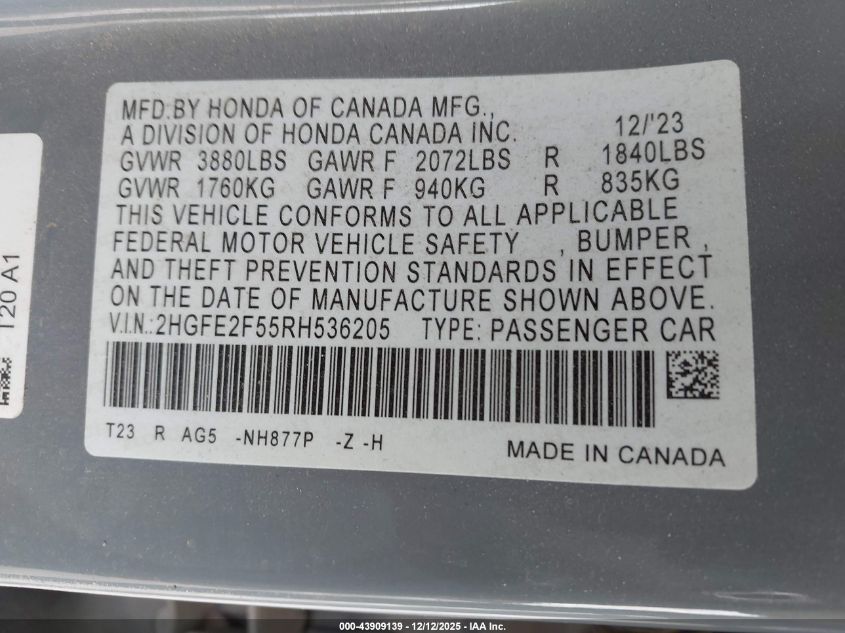 MFD.BY HONDA OF CANADA MFG.,
A DIVISION OF HONDA CANADA INC. 12/'23
GVWR 3880LBS GAWR F 2072LBS R 1840LBS
GVWR 1760KG GAWR F 940KG R 835KG
THIS VEHICLE CONFORMS TO ALL APPLICABLE
FEDERAL MOTOR VEHICLE SAFETY , BUMPER ,
AND THEFT PREVENTION STANDARDS IN EFFECT
ON THE DATE OF MANUFACTURE SHOWN ABOVE.
V.I.N.:2HGFE2F55RH536205 TYPE: PASSENGER CAR
T23 R AG5 -NH877P -Z -H
MADE IN CANADA
T20 A1
000-43909139 - 12/12/2025 - IAA Inc.